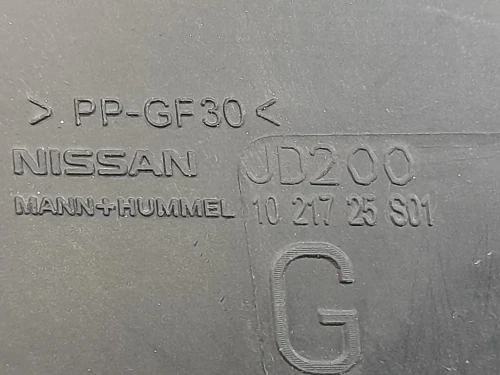 > PP-GF30 <
NISSAN JD200
MANN+HUMMEL 10 217 25 S01
G